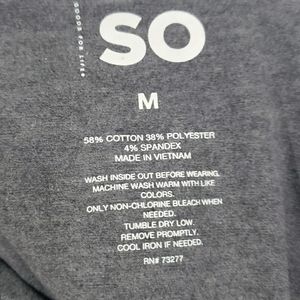 GOODS FOR LIFE
SO
M
58% COTTON 38% POLYESTER
4% SPANDEX
MADE IN VIETNAM
WASH INSIDE OUT BEFORE WEARING.
MACHINE WASH WARM WITH LIKE
COLORS.
ONLY NON-CHLORINE BLEACH WHEN
NEEDED.
TUMBLE DRY LOW.
REMOVE PROMPTLY.
COOL IRON IF NEEDED.
RN# 73277